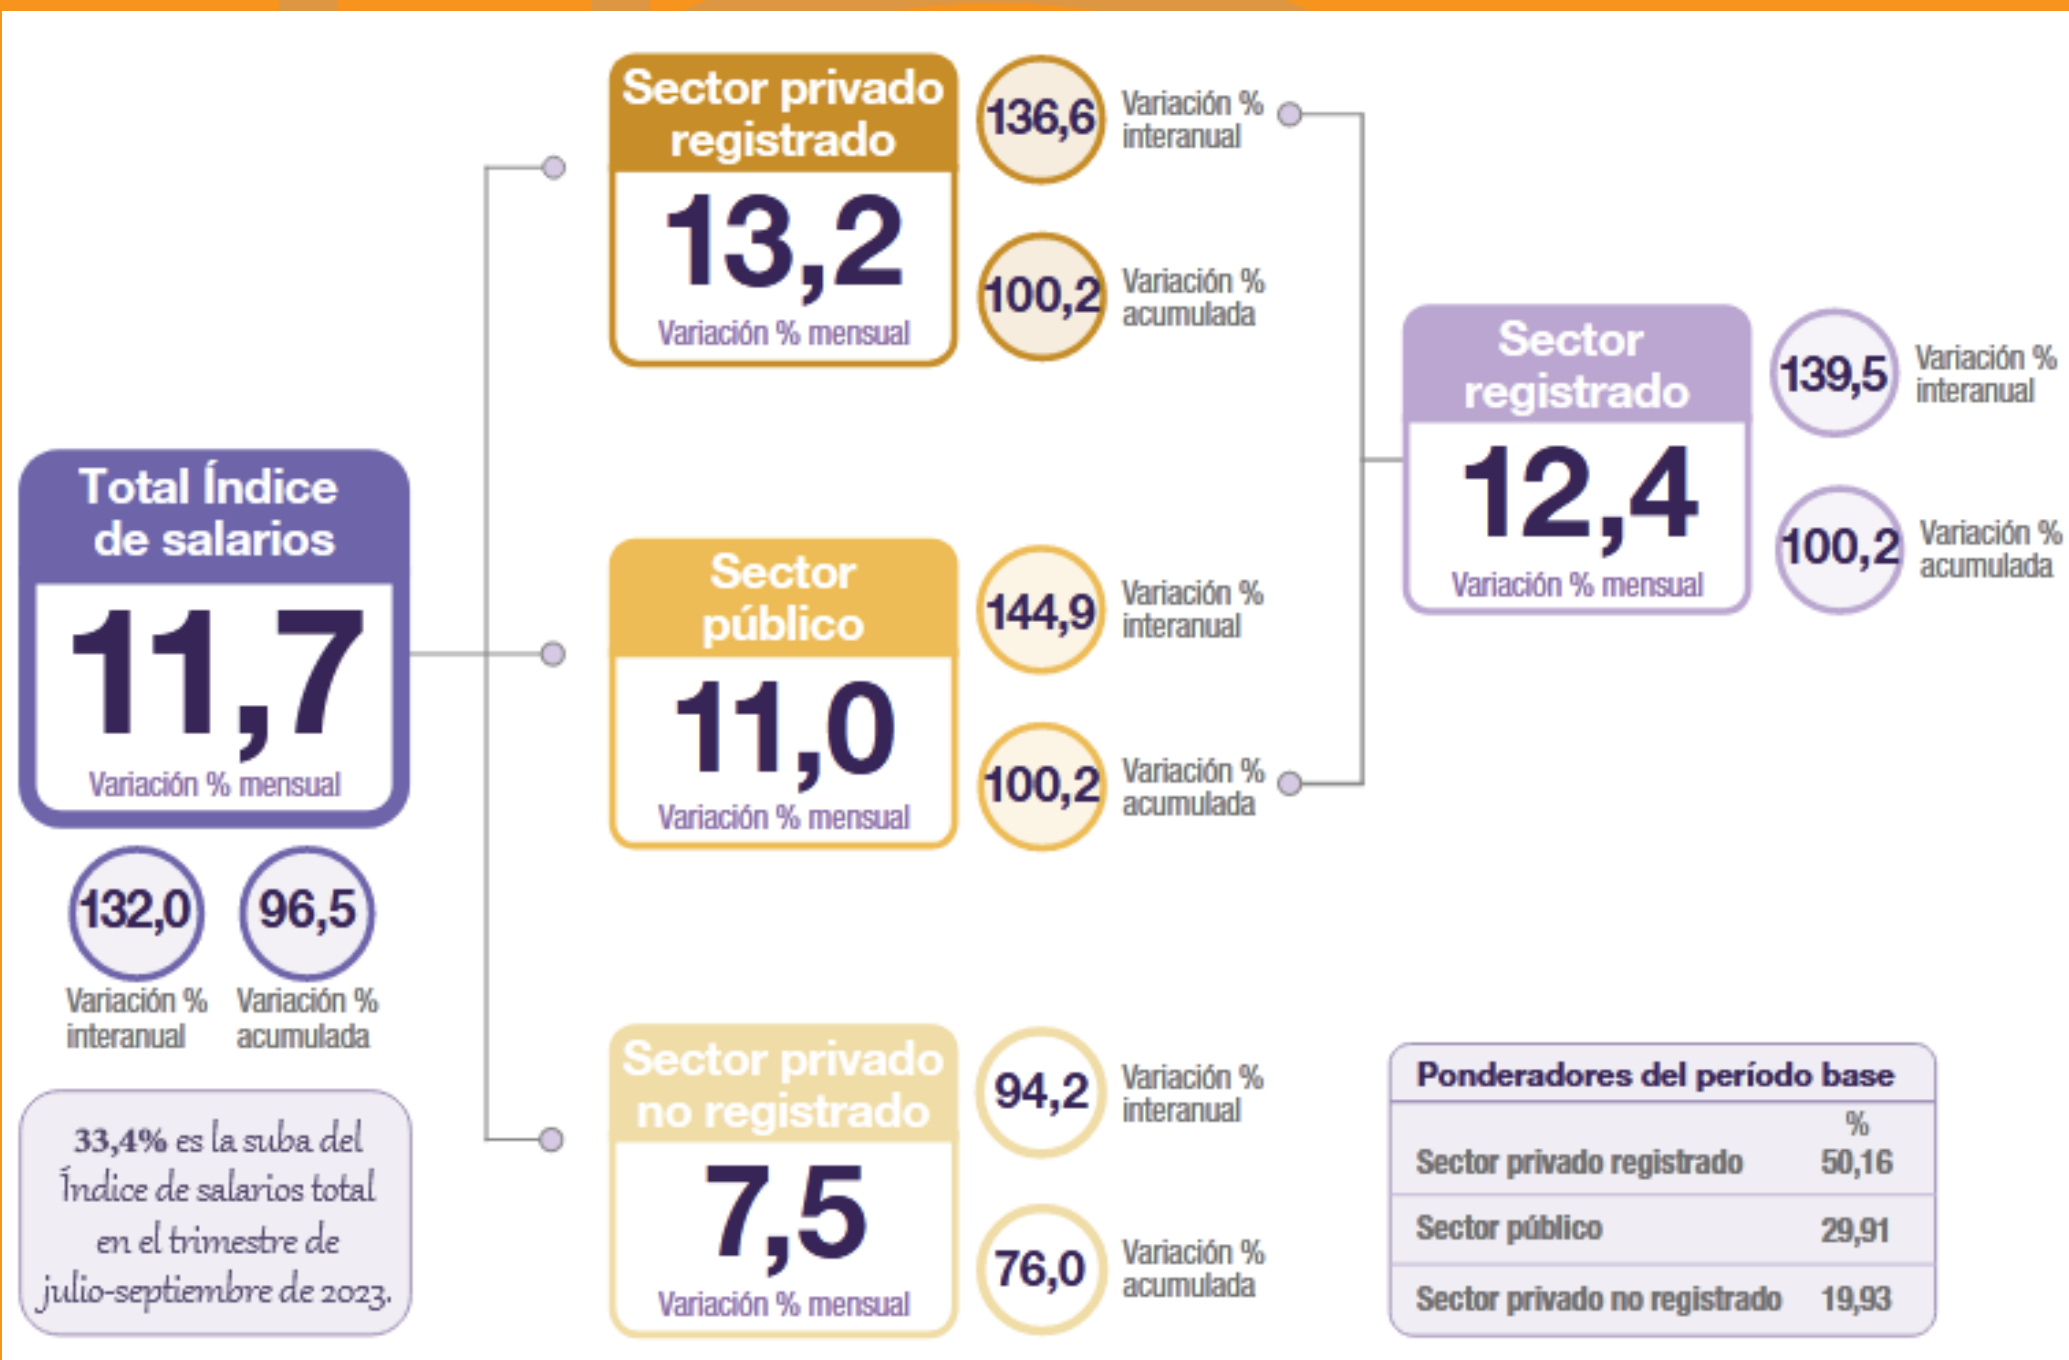 Total Índice
de salarios
11,7
Variación % mensual
132,0
Variación %
interanual
96,5
Variación %
acumulada
33,4% es la suba del
Índice de salarios total
en el trimestre de
julio-septiembre de 2023.
Sector privado
registrado
13,2
Variación % mensual
136,6
Variación %
interanual
100,2
Variación %
acumulada
Sector
público
11,0
Variación % mensual
144,9
Variación %
interanual
100,2
Variación %
acumulada
Sector privado
no registrado
7,5
Variación % mensual
94,2
Variación %
interanual
76,0
Variación %
acumulada
Sector
registrado
12,4
Variación % mensual
139,5
Variación %
interanual
100,2
Variación %
acumulada
Ponderadores del período base
%
Sector privado registrado 50,16
Sector público 29,91
Sector privado no registrado 19,93